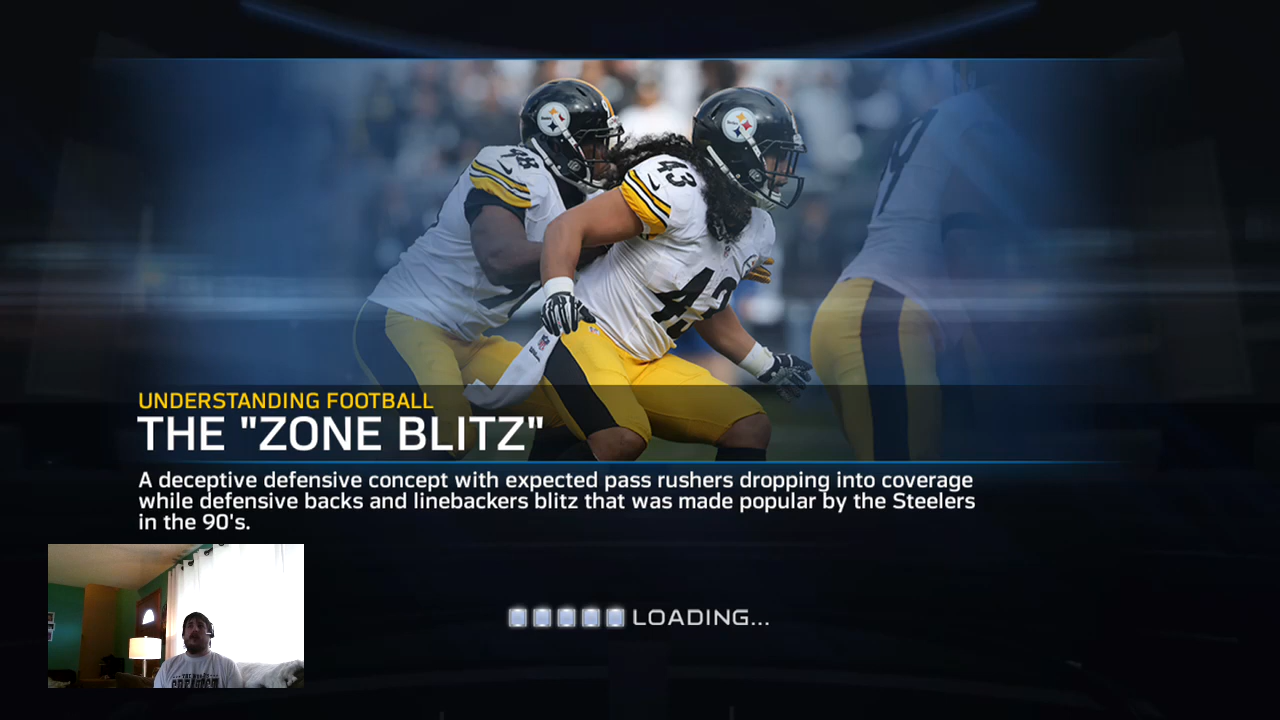 98
43
43
UNDERSTANDING FOOTBALL
THE "ZONE BLITZ"
A deceptive defensive concept with expected pass rushers dropping into coverage
while defensive backs and linebackers blitz that was made popular by the Steelers
in the 90's.
LOADING...